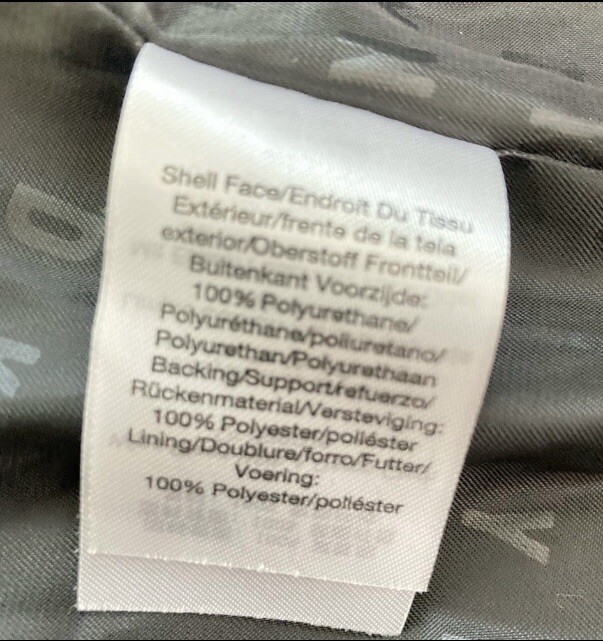 Shell Face/Endroit Du Tissu
Extérieur/frente de la tela
exterior/Oberstoff Frontteil/
Buitenkant Voorzijde:
100% Polyurethane/
Polyuréthane/poliuretano/
Polyurethan/Polyurethaan
Backing/Support/refuerzo/
Rückenmaterial/Versteviging:
100% Polyester/poliéster
Lining/Doublure/forro/Futter/
Voering:
100% Polyester/poliéster
D
K
Y